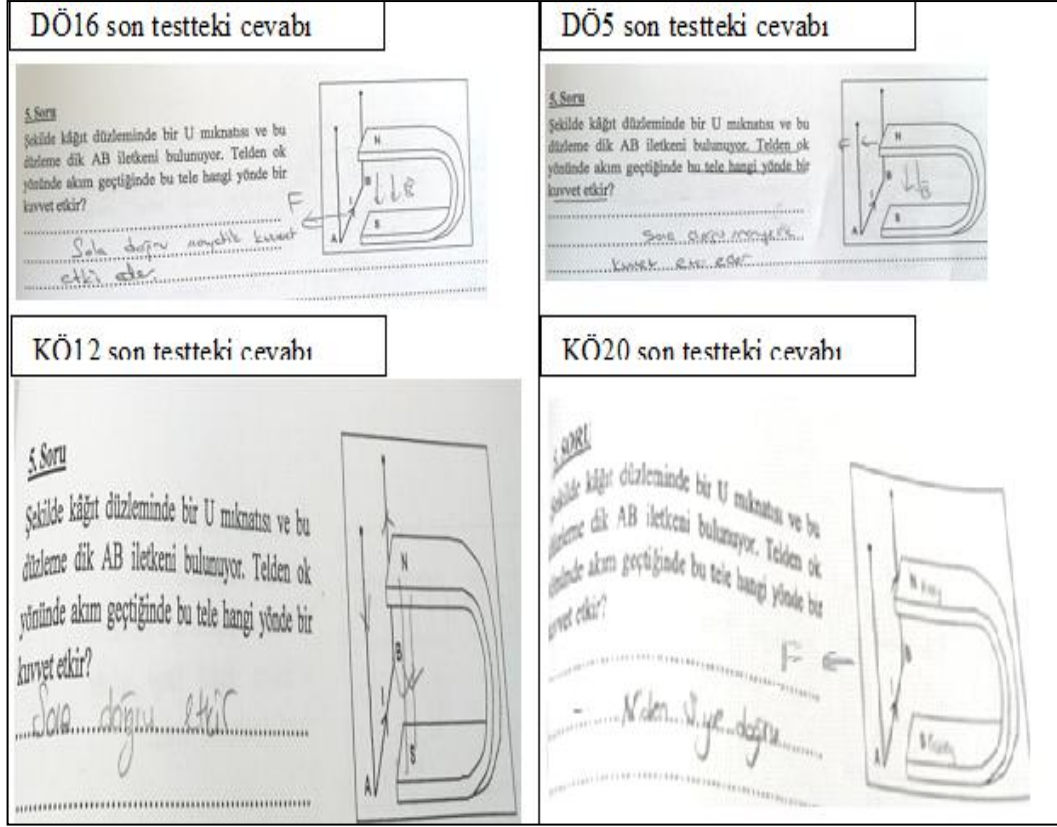 DÖ16 son testteki cevabı
5. Soru
Şekilde kâğıt düzleminde bir U mıknatısı ve bu
düzleme dik AB iletkeni bulunuyor. Telden ok
yönünde akım geçtiğinde bu tele hangi yönde bir
kuvvet etkir?
Sola doğru manyetik kuvvet
etki eder.
F
N
B
B
I
A
S
DÖ5 son testteki cevabı
5. Soru
Şekilde kâğıt düzleminde bir U mıknatısı ve bu
düzleme dik AB iletkeni bulunuyor. Telden ok
yönünde akım geçtiğinde bu tele hangi yönde bir
kuvvet etkir?
Sola doğru manyetik
kuvvet etki eder
F
N
B
B
I
A
S
KÖ12 son testteki cevabı
5. Soru
Şekilde kâğıt düzleminde bir U mıknatısı ve bu
düzleme dik AB iletkeni bulunuyor. Telden ok
yönünde akım geçtiğinde bu tele hangi yönde bir
kuvvet etkir?
Sola doğru etkir
N
B
I
S
A
KÖ20 son testteki cevabı
5. SORU
Şekilde kâğıt düzleminde bir U mıknatısı ve bu
düzleme dik AB iletkeni bulunuyor. Telden ok
yönünde akım geçtiğinde bu tele hangi yönde bir
kuvvet etkir?
F
- N'den S'ye doğru
N
B
I
A
S